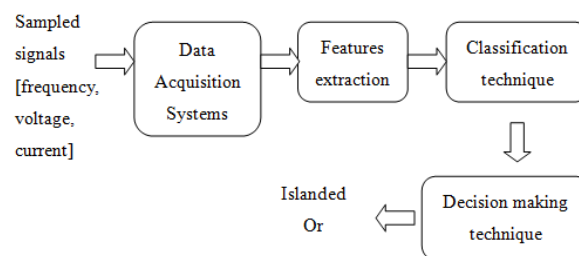 Sampled
signals
[frequency,
voltage,
current]
Data
Acquisition
Systems
Features
extraction
Classification
technique
Decision making
technique
Islanded
Or